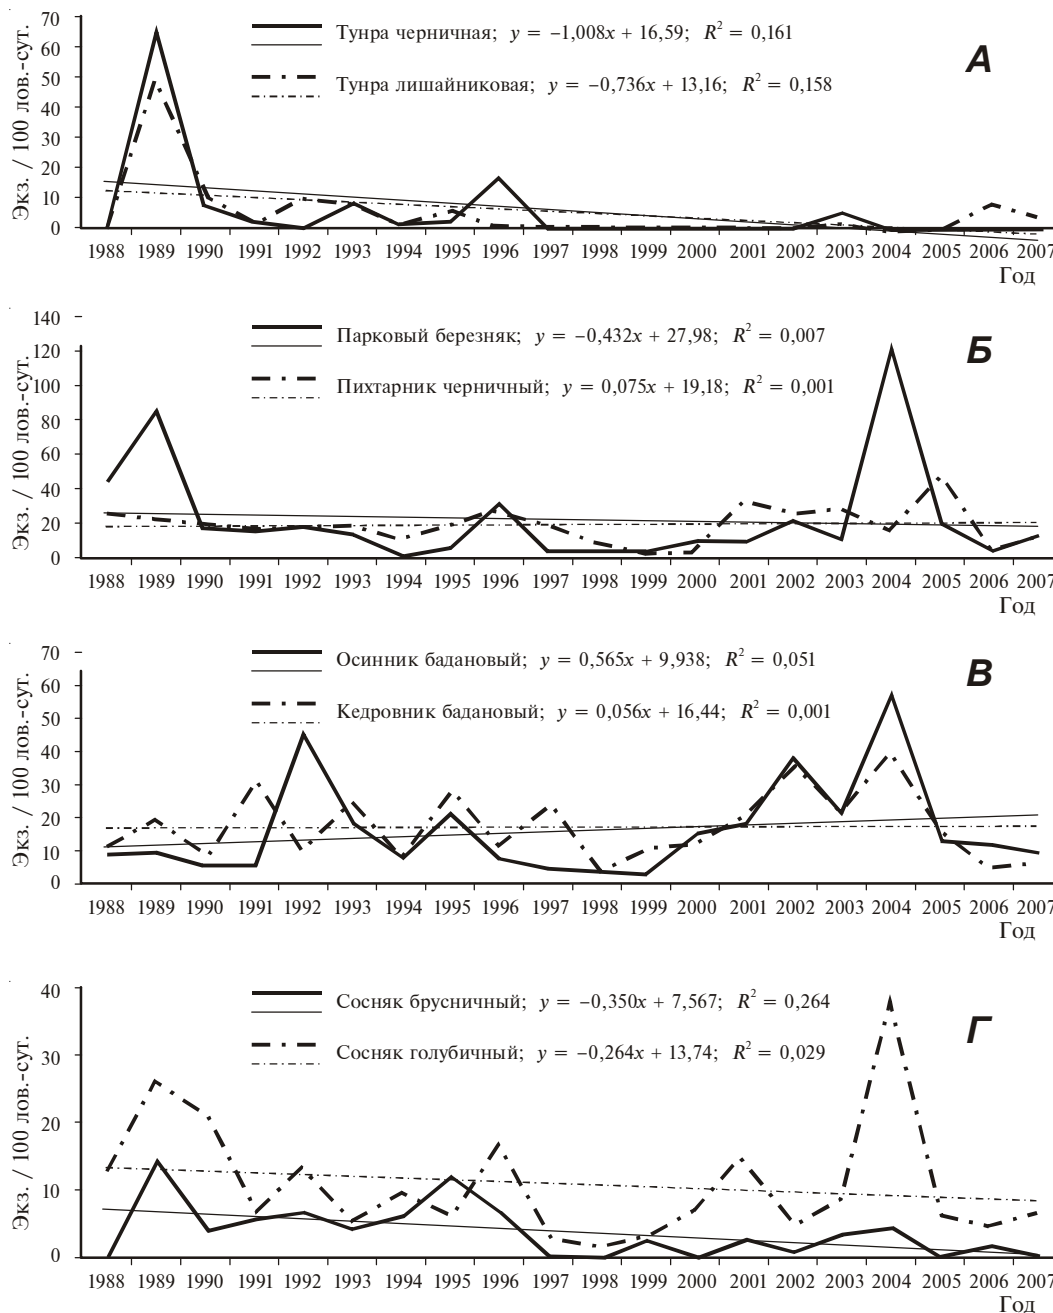 70
60
50
40
30
20
10
0
Экз. / 100 лов.-сут.
Тунра черничная; y = –1,008x + 16,59; R² = 0,161
Тунра лишайниковая; y = –0,736x + 13,16; R² = 0,158
А
1988 1989 1990 1991 1992 1993 1994 1995 1996 1997 1998 1999 2000 2001 2002 2003 2004 2005 2006 2007
Год
140
120
100
80
60
40
20
0
Экз. / 100 лов.-сут.
Парковый березняк; y = –0,432x + 27,98; R² = 0,007
Пихтарник черничный; y = 0,075x + 19,18; R² = 0,001
Б
1988 1989 1990 1991 1992 1993 1994 1995 1996 1997 1998 1999 2000 2001 2002 2003 2004 2005 2006 2007
Год
70
60
50
40
30
20
10
0
Экз. / 100 лов.-сут.
Осинник бадановый; y = 0,565x + 9,938; R² = 0,051
Кедровник бадановый; y = 0,056x + 16,44; R² = 0,001
В
1988 1989 1990 1991 1992 1993 1994 1995 1996 1997 1998 1999 2000 2001 2002 2003 2004 2005 2006 2007
Год
40
30
20
10
0
Экз. / 100 лов.-сут.
Сосняк брусничный; y = –0,350x + 7,567; R² = 0,264
Сосняк голубичный; y = –0,264x + 13,74; R² = 0,029
Г
1988 1989 1990 1991 1992 1993 1994 1995 1996 1997 1998 1999 2000 2001 2002 2003 2004 2005 2006 2007
Год